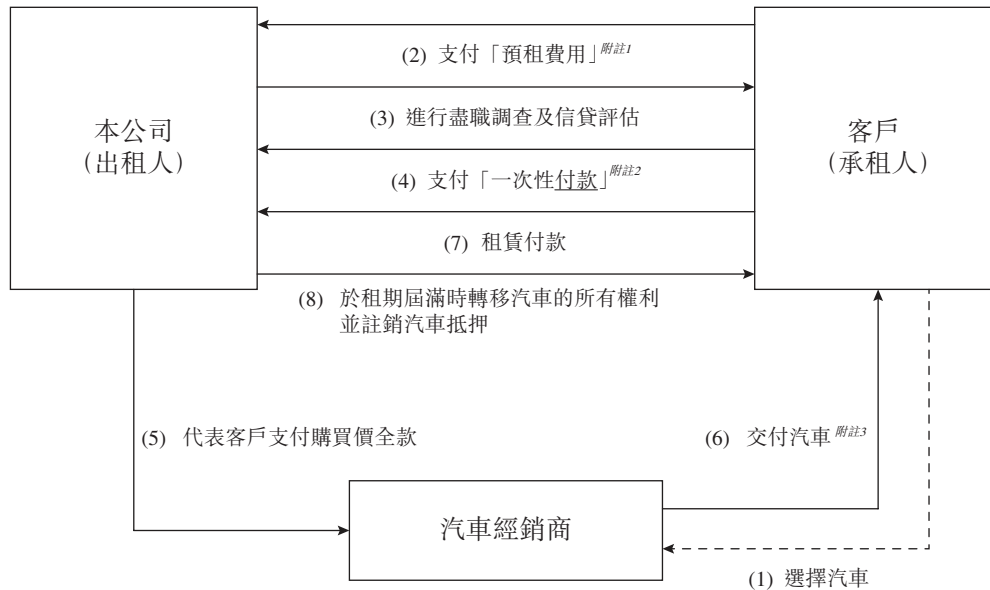 (2) 支付「預租費用」附註1
(3) 進行盡職調查及信貸評估
本公司
(出租人)
客戶
(承租人)
(4) 支付「一次性付款」附註2
(7) 租賃付款
(8) 於租期屆滿時轉移汽車的所有權利
並註銷汽車抵押
(5) 代表客戶支付購買價全款
(6) 交付汽車附註3
汽車經銷商
(1) 選擇汽車